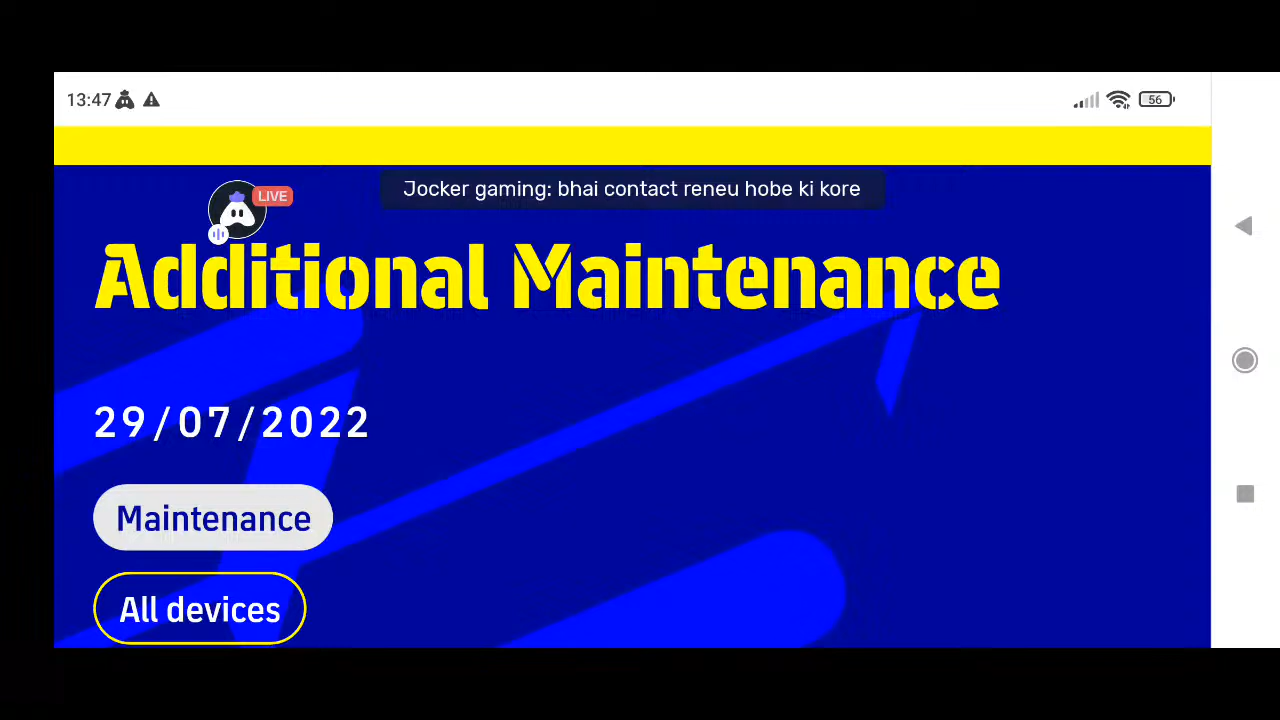 13:47
56
LIVE
Jocker gaming: bhai contact reneu hobe ki kore
Additional Maintenance
29/07/2022
Maintenance
All devices